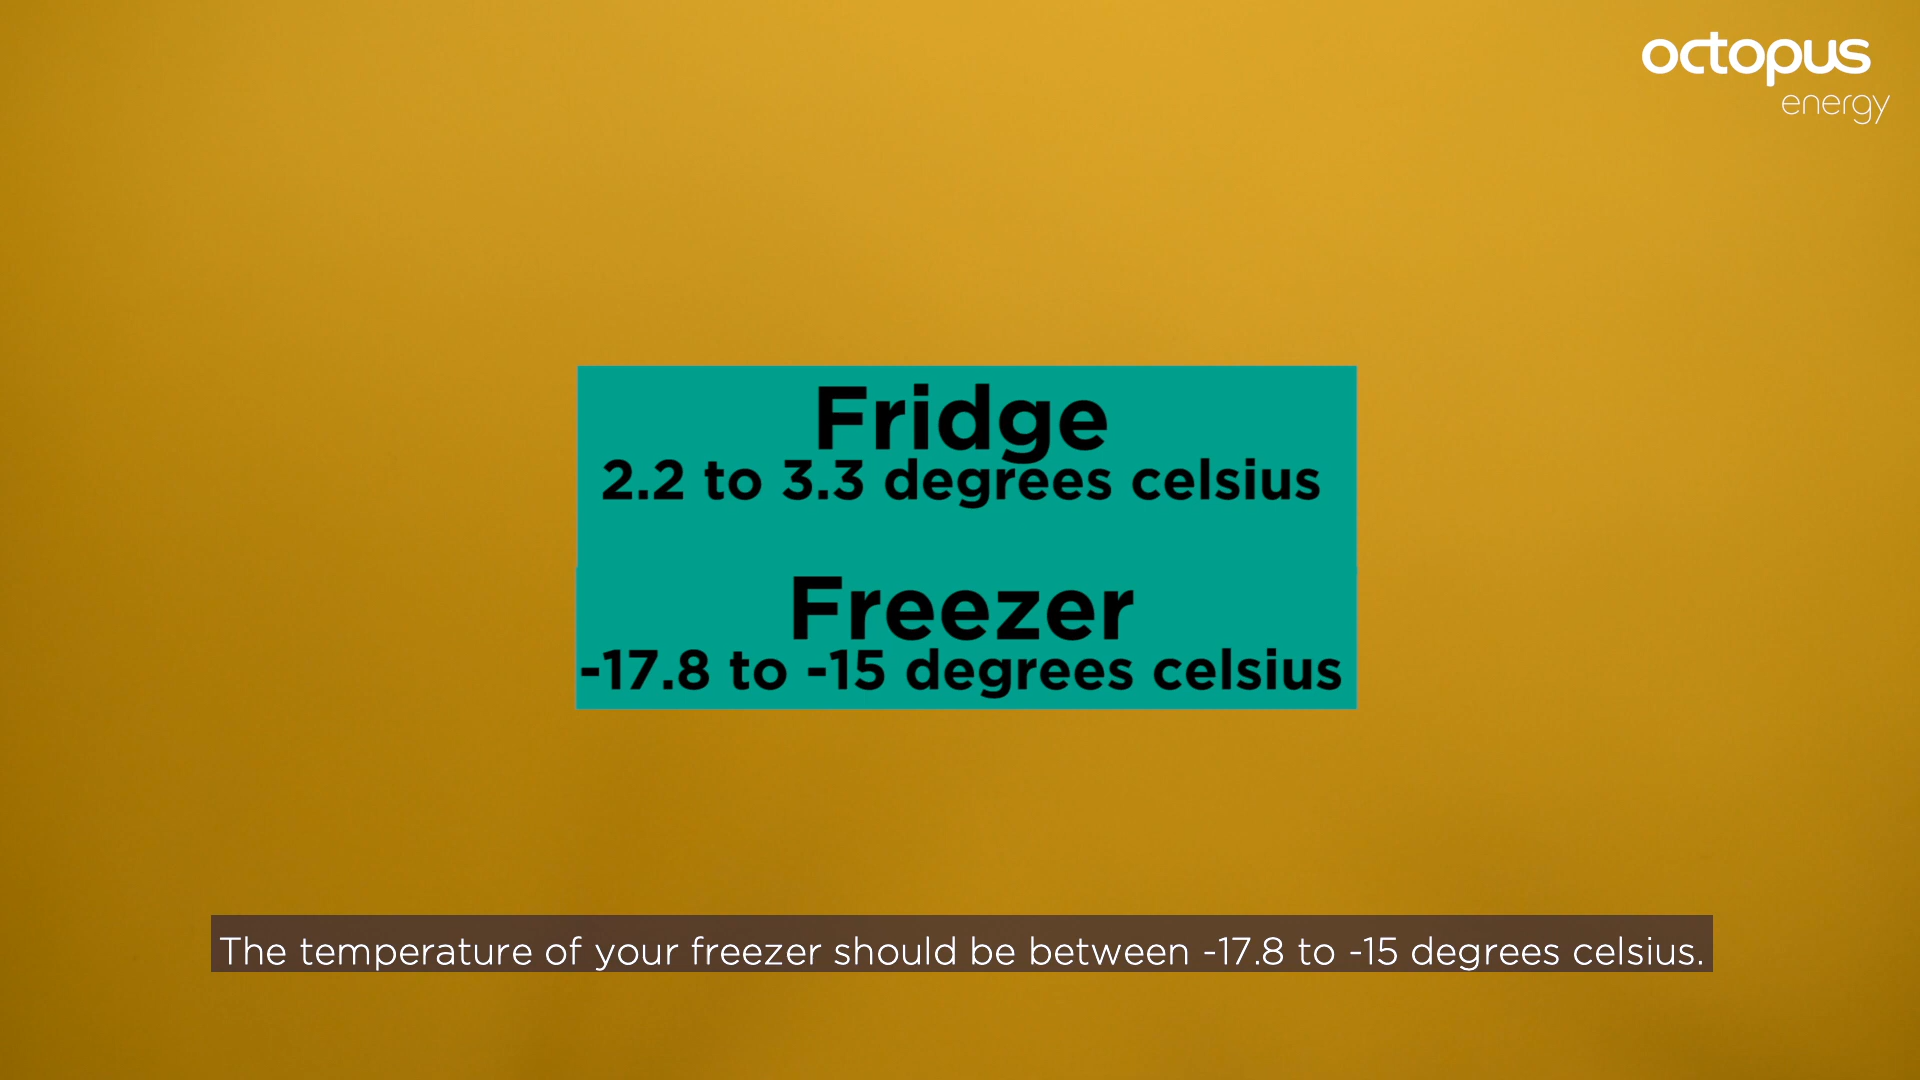 octopus
energy
Fridge
2.2 to 3.3 degrees celsius
Freezer
-17.8 to -15 degrees celsius
The temperature of your freezer should be between -17.8 to -15 degrees celsius.